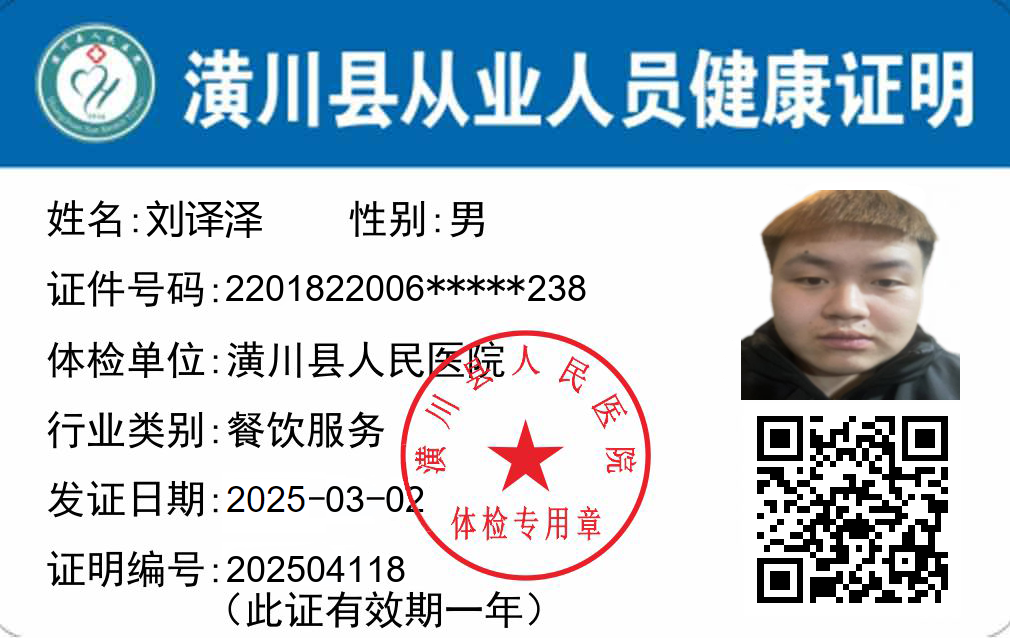 潢川县从业人员健康证明
姓名:刘译泽 性别:男
证件号码:2201822006*****238
体检单位:潢川县人民医院
行业类别:餐饮服务
发证日期:2025-03-02
证明编号:202504118
（此证有效期一年）
潢川县人民医院
体检专用章